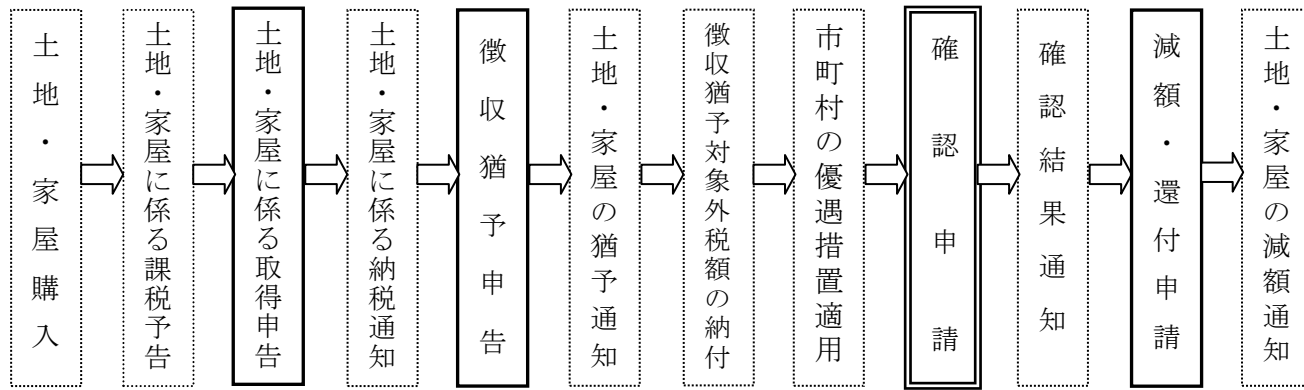 土地・家屋購入
土地・家屋に係る課税予告
土地・家屋に係る取得申告
土地・家屋に係る納税通知
徴収猶予申告
土地・家屋の猶予通知
徴収猶予対象外税額の納付
市町村の優遇措置適用
確認申請
確認結果通知
減額・還付申請
土地・家屋の減額通知